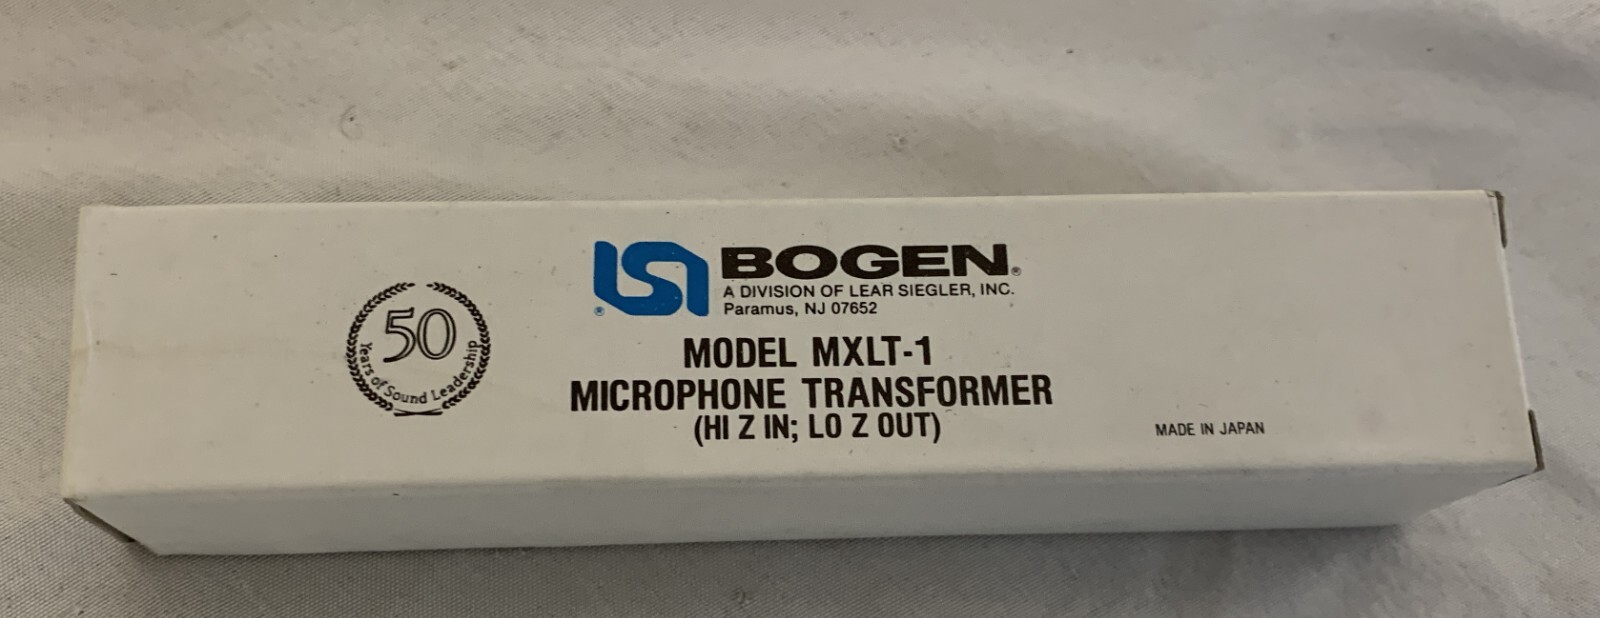 50
Years of Sound Leadership
LSI
®
BOGEN®
A DIVISION OF LEAR SIEGLER, INC.
Paramus, NJ 07652
MODEL MXLT-1
MICROPHONE TRANSFORMER
(HI Z IN; LO Z OUT)
MADE IN JAPAN